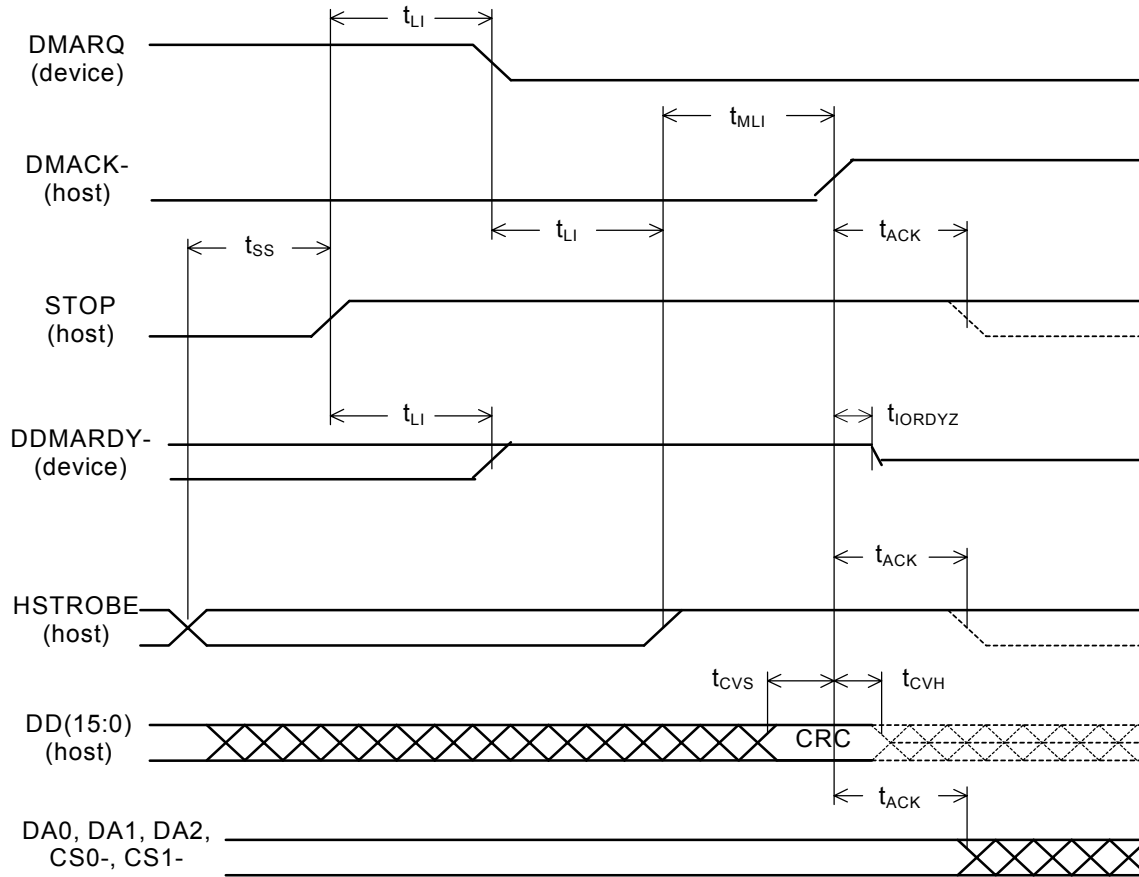 tLI
DMARQ
(device)
tMLI
DMACK-
(host)
tSS
tLI
tACK
STOP
(host)
tLI
tIORDYZ
DDMARDY-
(device)
tACK
HSTROBE
(host)
tCVS
tCVH
DD(15:0)
(host)
CRC
tACK
DA0, DA1, DA2,
CS0-, CS1-